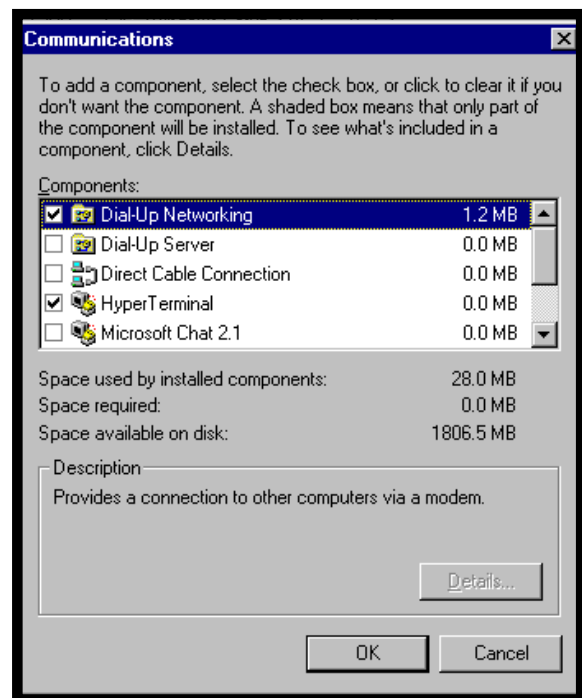 Communications
To add a component, select the check box, or click to clear it if you
don't want the component. A shaded box means that only part of
the component will be installed. To see what's included in a
component, click Details.
Components:
Dial-Up Networking 1.2 MB
Dial-Up Server 0.0 MB
Direct Cable Connection 0.0 MB
HyperTerminal 0.0 MB
Microsoft Chat 2.1 0.0 MB
Space used by installed components: 28.0 MB
Space required: 0.0 MB
Space available on disk: 1806.5 MB
Description
Provides a connection to other computers via a modem.
Details...
OK Cancel